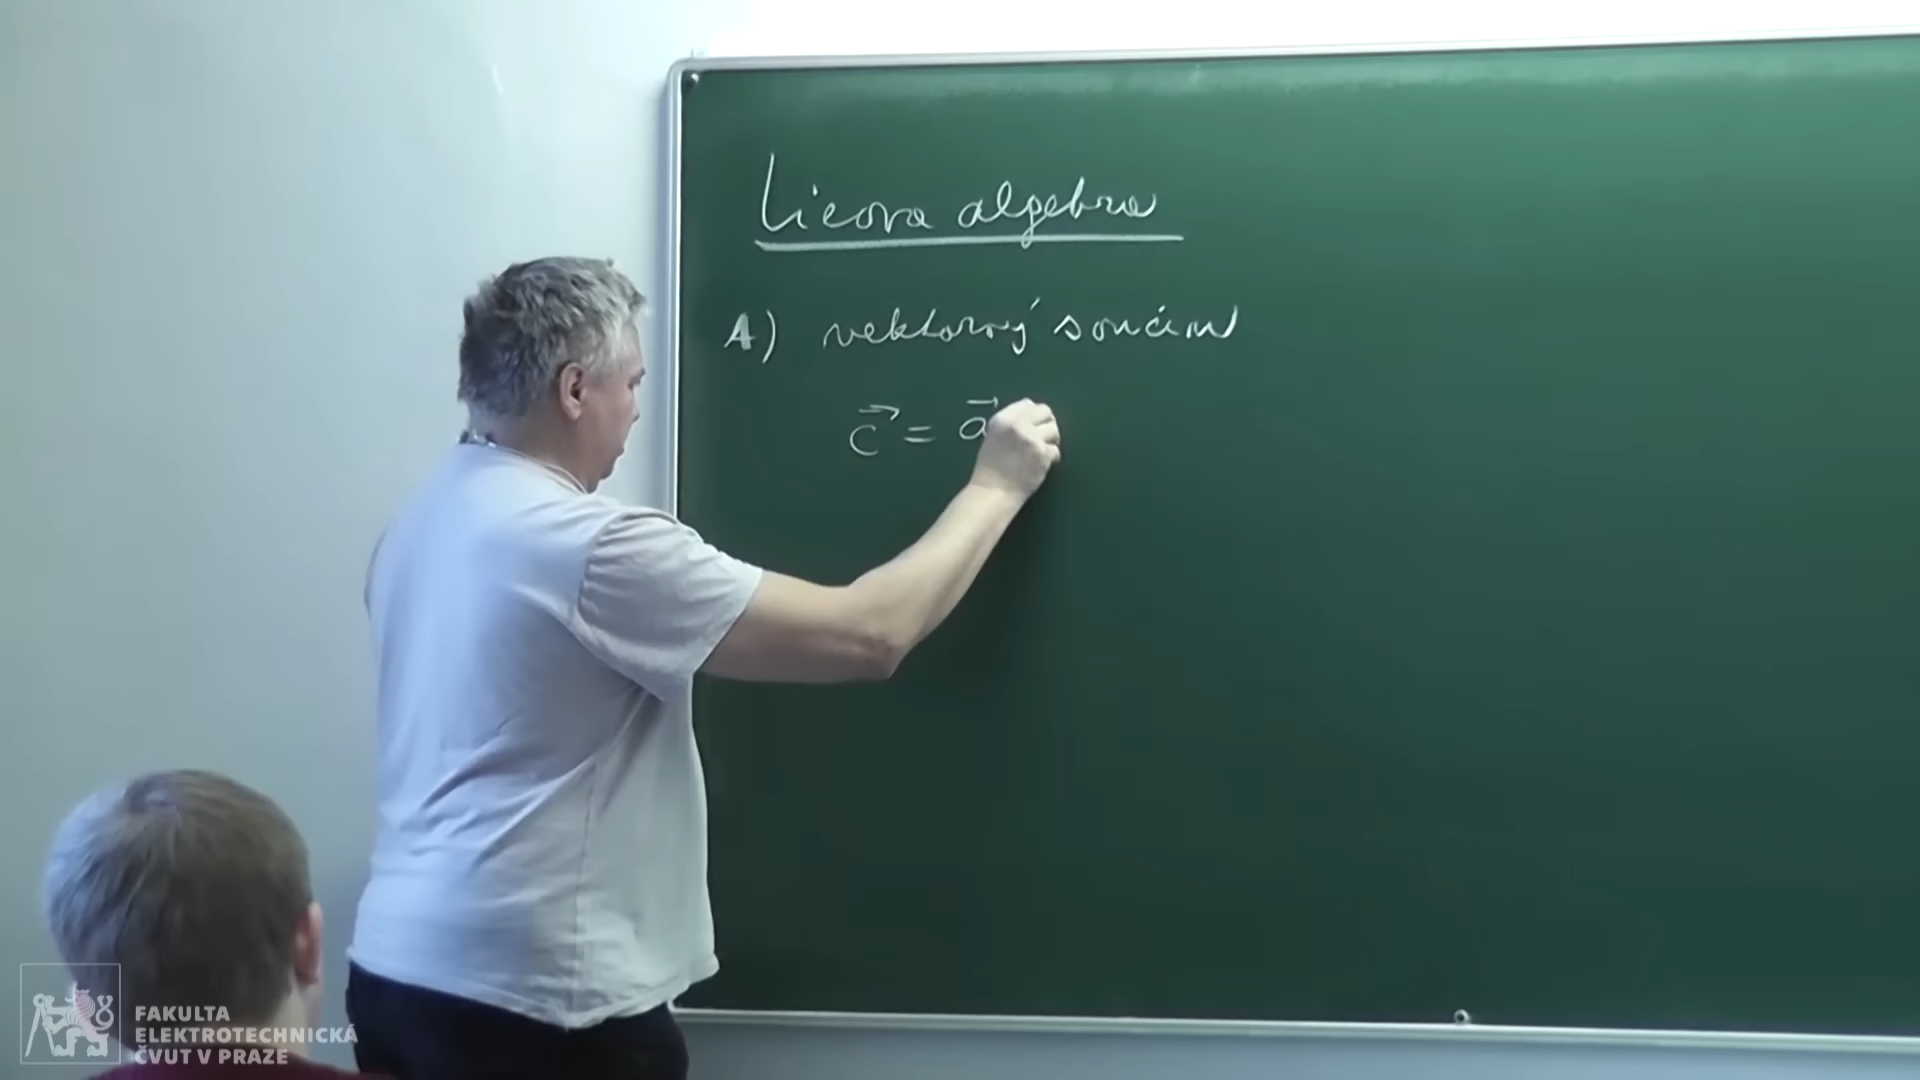 Lieova algebra
A) vektorový součin
c⃗ = a⃗
FAKULTA
ELEKTROTECHNICKÁ
ČVUT V PRAZE